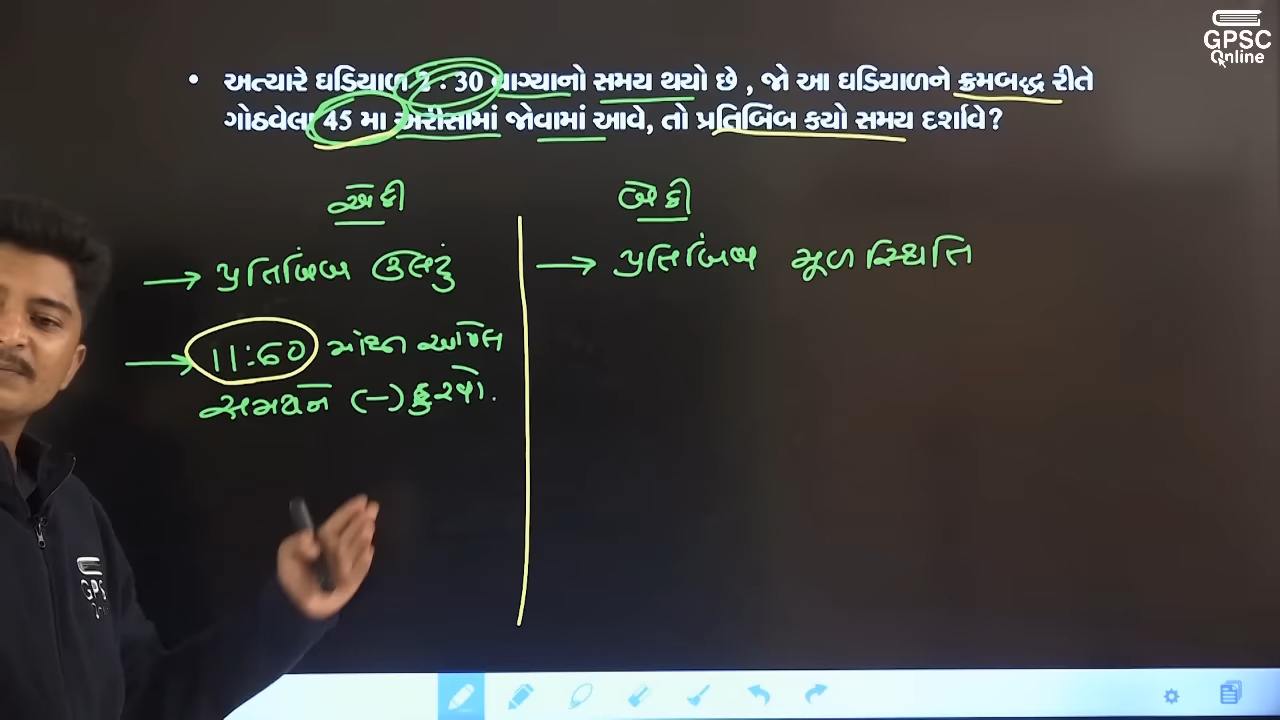 GPSC
Online
• અત્યારે ઘડિયાળ 2 : 30 વાગ્યાનો સમય થયો છે , જો આ ઘડિયાળને ક્રમબદ્ધ રીતે
ગોઠવેલા 45 મા અરીસામાં જોવામાં આવે, તો પ્રતિબિંબ કયો સમય દર્શાવે?
એકી
બેકી
→ પ્રતિબિંબ ઉલટું
→ પ્રતિબિંબ મૂળ સ્થિતિ
→ 11:60 માંથી આપેલ
સમયને (–) કરવો.
GPSC